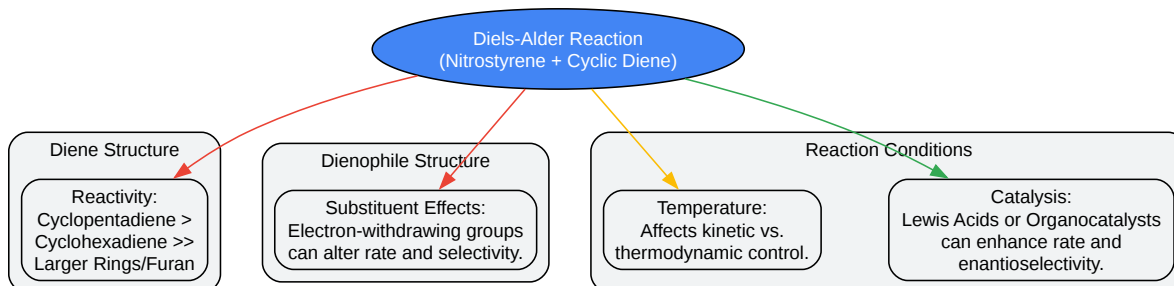 Diels-Alder Reaction
(Nitrostyrene + Cyclic Diene)
Diene Structure
Reactivity:
Cyclopentadiene >
Cyclohexadiene >>
Larger Rings/Furan
Dienophile Structure
Substituent Effects:
Electron-withdrawing groups
can alter rate and selectivity.
Reaction Conditions
Temperature:
Affects kinetic vs.
thermodynamic control.
Catalysis:
Lewis Acids or Organocatalysts
can enhance rate and
enantioselectivity.